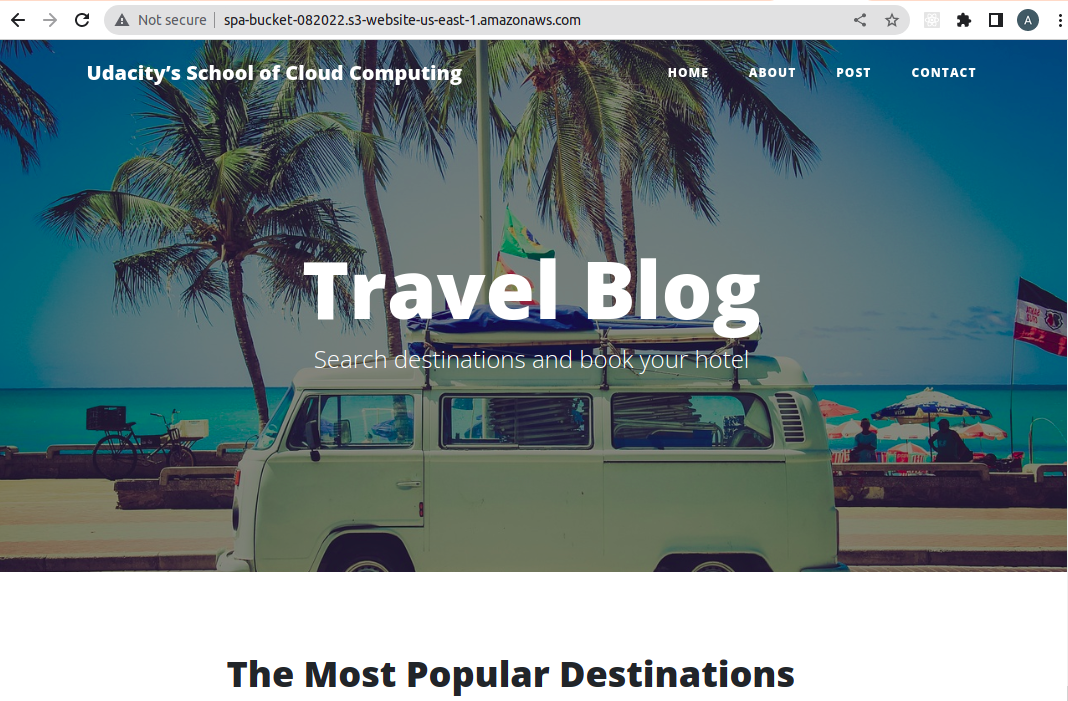 Not secure
spa-bucket-082022.s3-website-us-east-1.amazonaws.com
A
Udacity’s School of Cloud Computing
HOME
ABOUT
POST
CONTACT
Travel Blog
Search destinations and book your hotel
VISA
The Most Popular Destinations